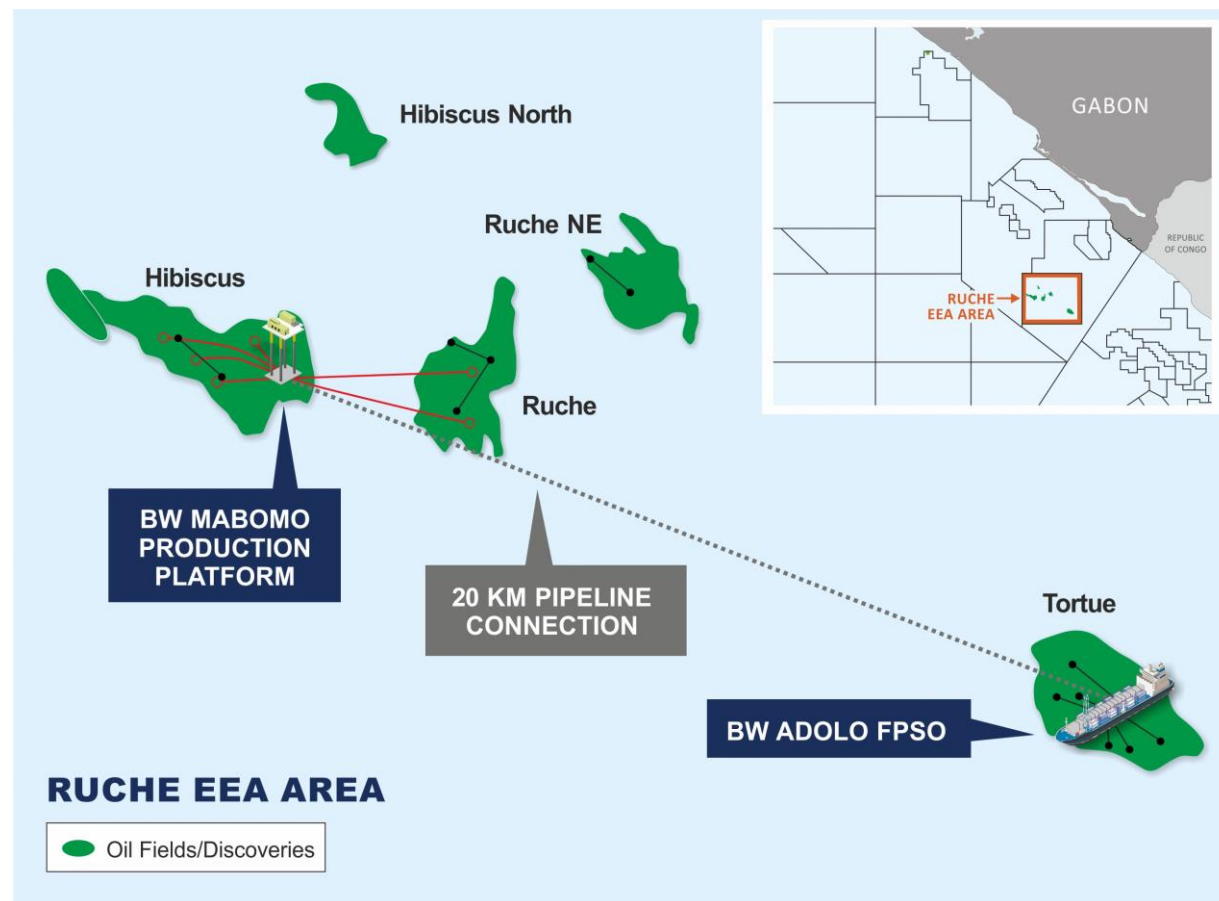 Hibiscus North
Ruche NE
Hibiscus
Ruche
BW MABOMO
PRODUCTION
PLATFORM
20 KM PIPELINE
CONNECTION
Tortue
BW ADOLO FPSO
RUCHE EEA AREA
Oil Fields/Discoveries
GABON
REPUBLIC
OF CONGO
RUCHE
EEA AREA